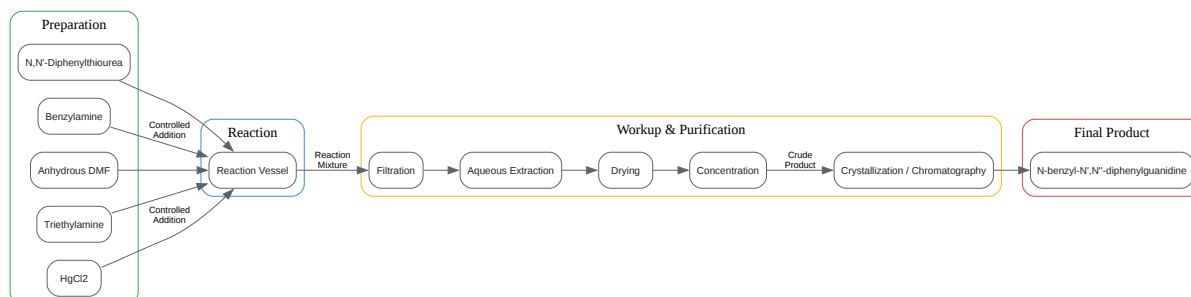 Preparation
N,N'-Diphenylthiourea
Benzylamine
Anhydrous DMF
Triethylamine
HgCl2
Controlled
Addition
Controlled
Addition
Reaction
Reaction Vessel
Reaction
Mixture
Workup & Purification
Filtration
Aqueous Extraction
Drying
Concentration
Crude
Product
Crystallization / Chromatography
Final Product
N-benzyl-N',N''-diphenylguanidine